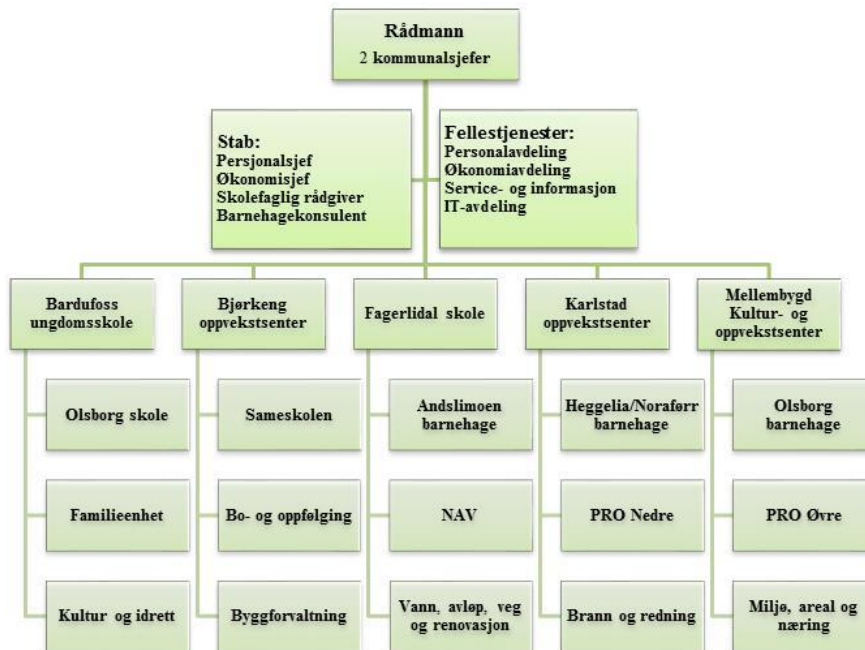 Rådmann
2 kommunalsjefer
Stab:
Persjonalsjef
Økonomisjef
Skolefaglig rådgiver
Barnehagekonsulent
Fellestjenester:
Personalavdeling
Økonomiavdeling
Service- og informasjon
IT-avdeling
Bardufoss
ungdomsskole
Bjørkeng
oppvekstsenter
Fagerlidal skole
Karlstad
oppvekstsenter
Mellembygd
Kultur- og
oppvekstsenter
Olsborg skole
Sameskolen
Andslimoen
barnehage
Heggelia/Noraførr
barnehage
Olsborg
barnehage
Familieenhet
Bo- og oppfølging
NAV
PRO Nedre
PRO Øvre
Kultur og idrett
Byggforvaltning
Vann, avløp, veg
og renovasjon
Brann og redning
Miljø, areal og
næring